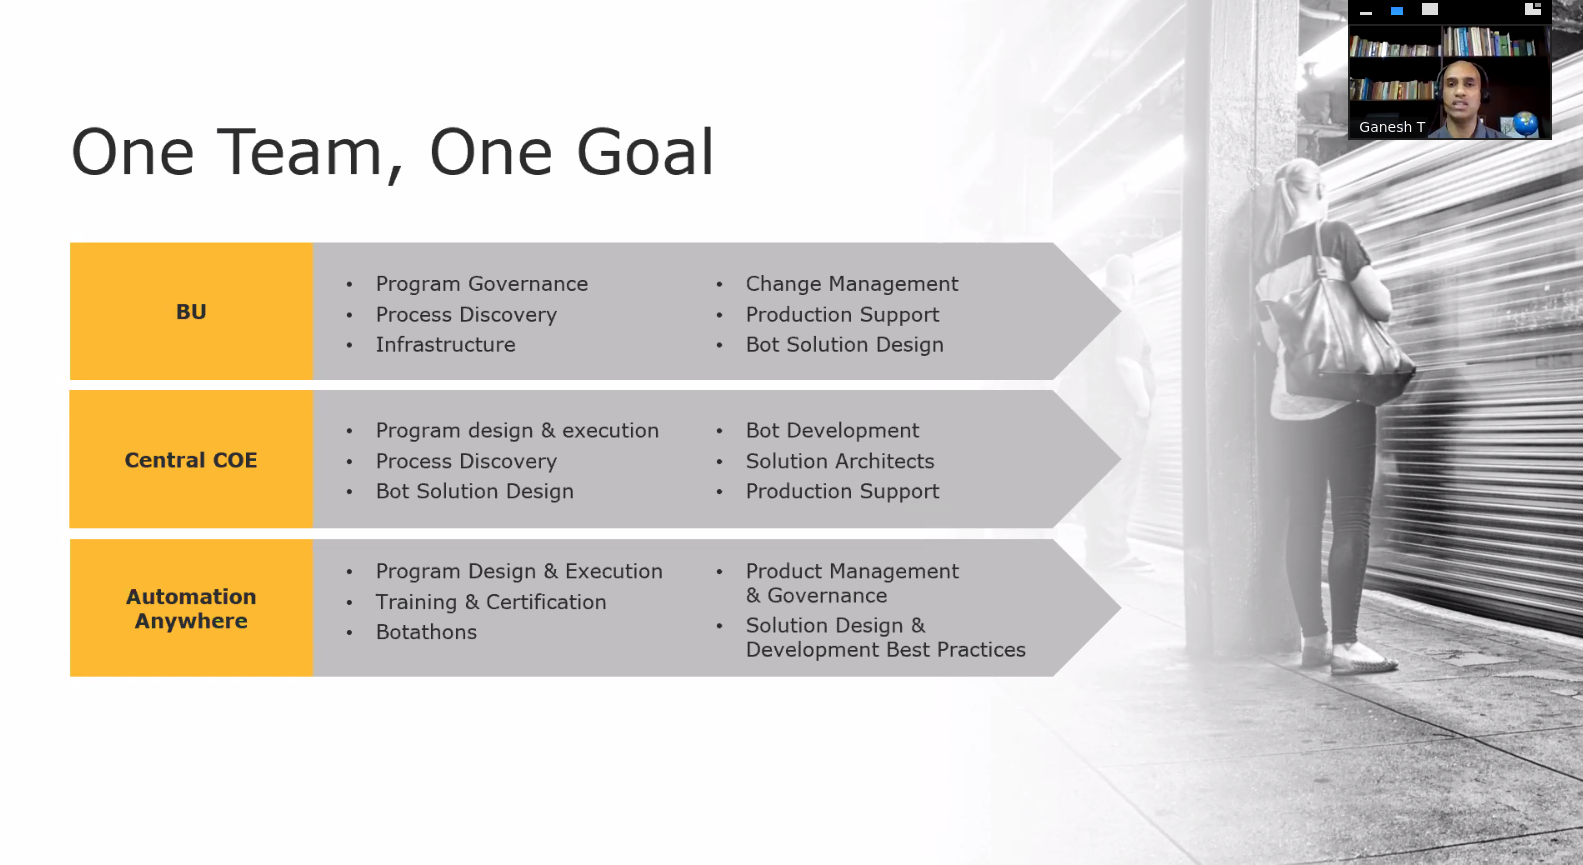 Ganesh T
One Team, One Goal
BU
• Program Governance
• Process Discovery
• Infrastructure
• Change Management
• Production Support
• Bot Solution Design
Central COE
• Program design & execution
• Process Discovery
• Bot Solution Design
• Bot Development
• Solution Architects
• Production Support
Automation
Anywhere
• Program Design & Execution
• Training & Certification
• Botathons
• Product Management
& Governance
• Solution Design &
Development Best Practices